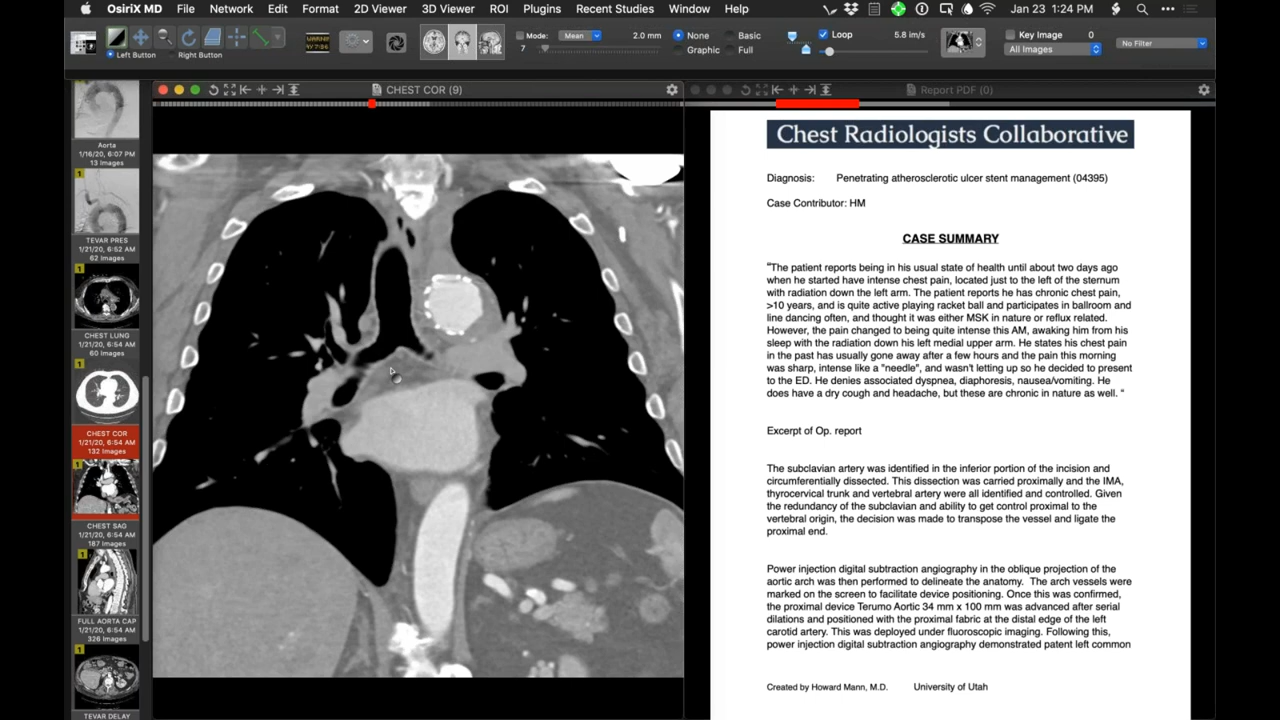 OsiriX MD File Network Edit Format 2D Viewer 3D Viewer ROI Plugins Recent Studies Window Help Jan 23 1:24 PM
Mode: Mean 2.0 mm None Basic Loop 5.8 im/s Key Image 0
Left Button Right Button 7 Graphic Full All Images No Filter
CHEST COR (9) Report PDF (0)
Aorta
1/16/20, 6:07 PM
13 Images
TEVAR PRES
1/21/20, 6:52 AM
62 Images
CHEST LUNG
1/21/20, 6:54 AM
60 Images
CHEST COR
1/21/20, 6:54 AM
132 Images
CHEST SAG
1/21/20, 6:54 AM
187 Images
FULL AORTA CAP
1/21/20, 6:54 AM
326 Images
TEVAR DELAY
Chest Radiologists Collaborative
Diagnosis: Penetrating atherosclerotic ulcer stent management (04395)
Case Contributor: HM
CASE SUMMARY
"The patient reports being in his usual state of health until about two days ago
when he started have intense chest pain, located just to the left of the sternum
with radiation down the left arm. The patient reports he has chronic chest pain,
>10 years, and is quite active playing racket ball and participates in ballroom and
line dancing often, and thought it was either MSK in nature or reflux related.
However, the pain changed to being quite intense this AM, awaking him from his
sleep with the radiation down his left medial upper arm. He states his chest pain
in the past has usually gone away after a few hours and the pain this morning
was sharp, intense like a "needle", and wasn't letting up so he decided to present
to the ED. He denies associated dyspnea, diaphoresis, nausea/vomiting. He
does have a dry cough and headache, but these are chronic in nature as well. "
Excerpt of Op. report
The subclavian artery was identified in the inferior portion of the incision and
circumferentially dissected. This dissection was carried proximally and the IMA,
thyrocervical trunk and vertebral artery were all identified and controlled. Given
the redundancy of the subclavian and ability to get control proximal to the
vertebral origin, the decision was made to transpose the vessel and ligate the
proximal end.
Power injection digital subtraction angiography in the oblique projection of the
aortic arch was then performed to delineate the anatomy. The arch vessels were
marked on the screen to facilitate device positioning. Once this was confirmed,
the proximal device Terumo Aortic 34 mm x 100 mm was advanced after serial
dilations and positioned with the proximal fabric at the distal edge of the left
carotid artery. This was deployed under fluoroscopic imaging. Following this,
power injection digital subtraction angiography demonstrated patent left common
Created by Howard Mann, M.D. University of Utah